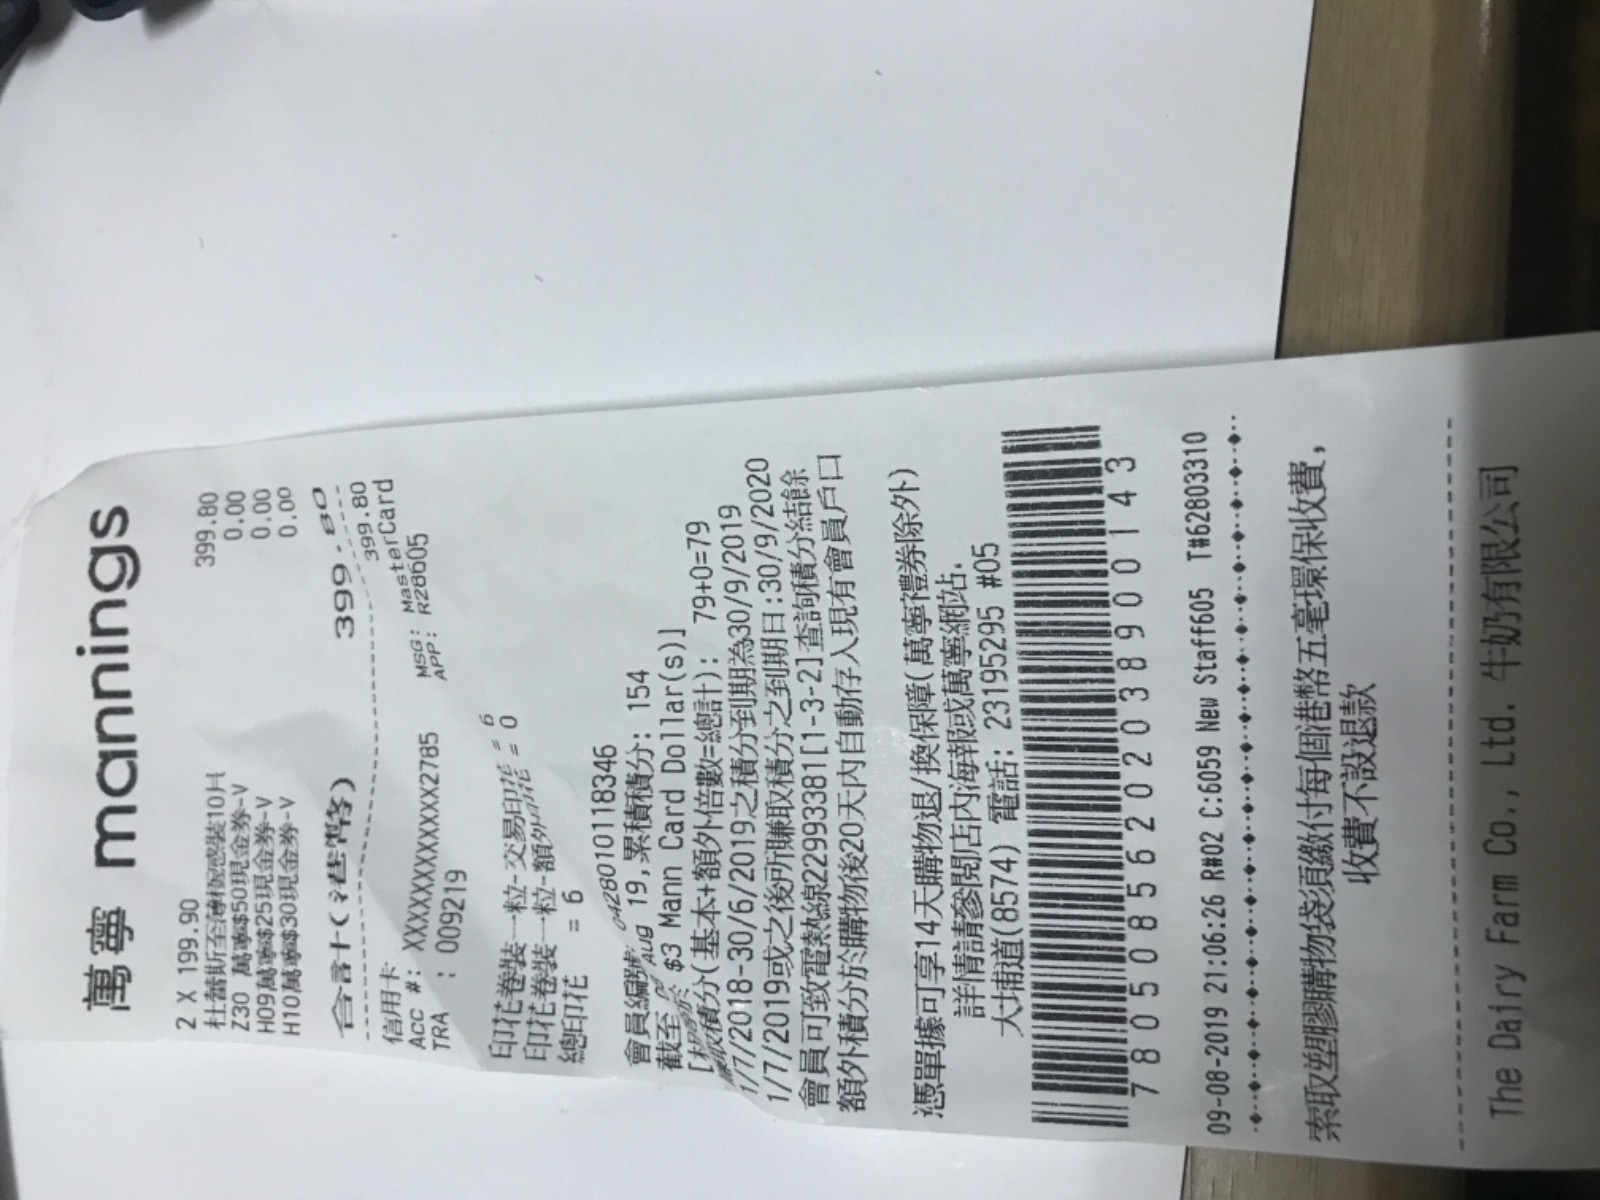 萬寧 mannings
2 X 199.90 399.80
杜蕾斯至薄極感裝10片
Z30 萬寧$50現金券-V 0.00
H09萬寧$25現金券-V 0.00
H10萬寧$30現金券-V 0.00
合計(港幣) 399.80
信用卡 399.80
ACC #: XXXXXXXXXXXX2785 MSG: MasterCard
TRA : 009219 APP: R28605
印花卷裝一粒-交易印花 = 6
印花卷裝一粒-額外印花 = 0
總印花 = 6
會員編號: 04280101118346
截至 Aug 19,累積積分: 154
[相等於 $3 Mann Card Dollar(s)]
賺取積分(基本+額外倍數=總計): 79+0=79
1/7/2018-30/6/2019之積分到期為30/9/2019
1/7/2019或之後所賺取積分之到期日:30/9/2020
會員可致電熱線22993381[1-3-2]查詢積分結餘
額外積分於購物後20天內自動存入現有會員戶口
憑單據可享14天購物退/換保障(萬寧禮券除外)
詳情請參閱店內海報或萬寧網站.
大埔道(8574) 電話: 23195295 #05
78050856202038900143
09-08-2019 21:06:26 R#02 C:6059 New Staff605 T#62803310
索取塑膠購物袋須繳付每個港幣五毫環保收費,
收費不設退款
The Dairy Farm Co., Ltd. 牛奶有限公司